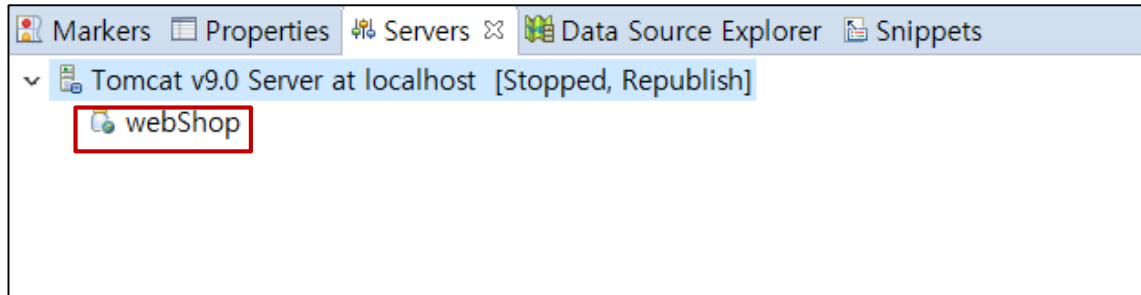 Markers Properties Servers Data Source Explorer Snippets
Tomcat v9.0 Server at localhost [Stopped, Republish]
webShop